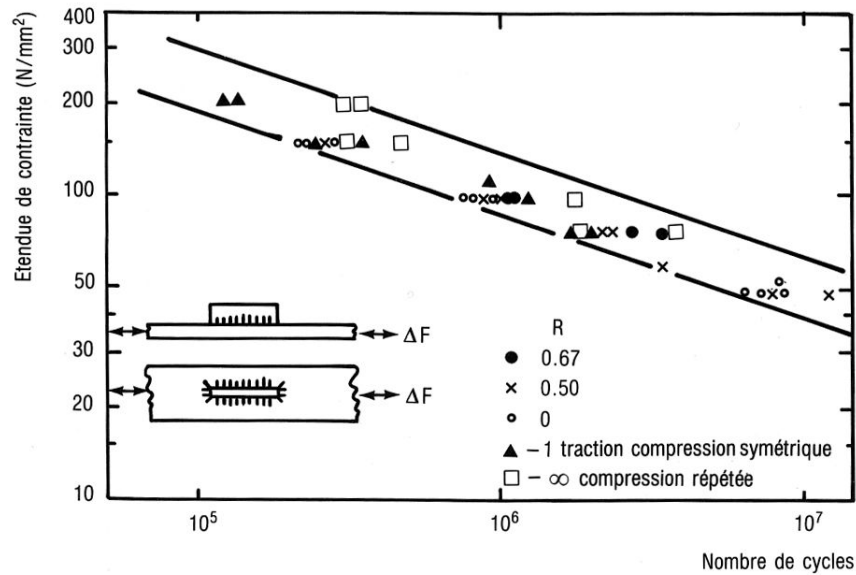 Etendue de contrainte (N/mm²)
400
300
200
100
50
40
30
20
10
ΔF
ΔF
R
0.67
0.50
0
-1 traction compression symétrique
- ∞ compression répétée
10⁵
10⁶
10⁷
Nombre de cycles